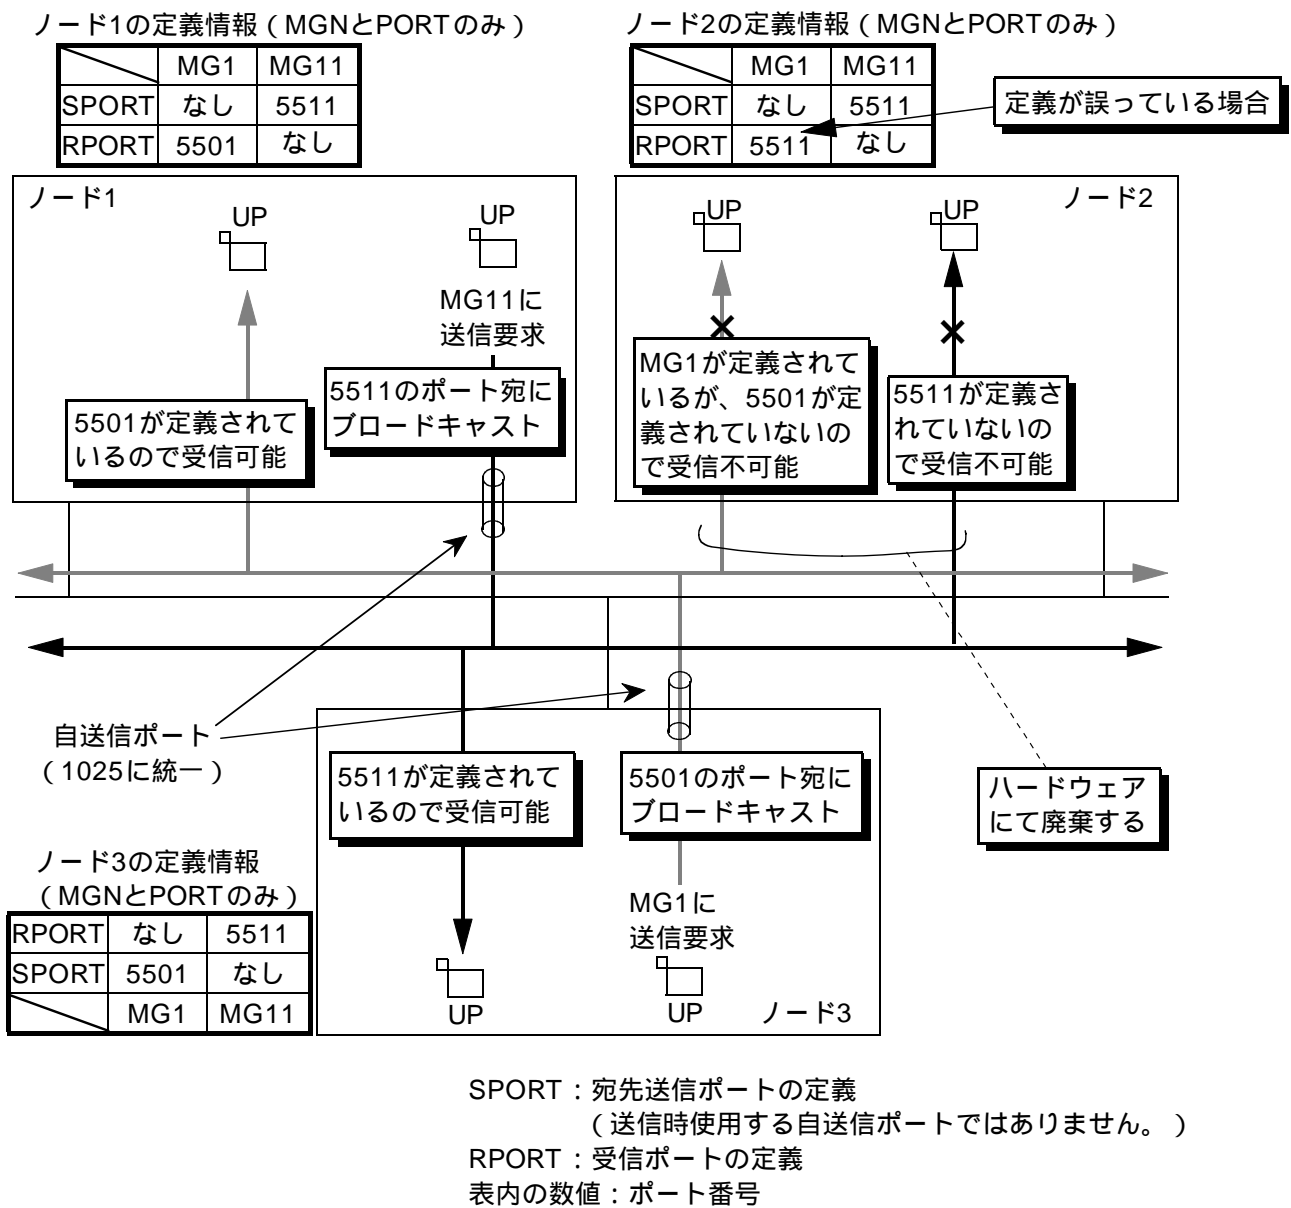 ノード1の定義情報（MGNとPORTのみ）
MG1 MG11
SPORT なし 5511
RPORT 5501 なし
ノード2の定義情報（MGNとPORTのみ）
MG1 MG11
SPORT なし 5511
RPORT 5511 なし
定義が誤っている場合
ノード1
UP
UP
MG11に
送信要求
5501が定義されて
いるので受信可能
5511のポート宛に
ブロードキャスト
ノード2
UP
UP
MG1が定義されて
いるが、5501が定
義されていないの
で受信不可能
5511が定義さ
れていないの
で受信不可能
自送信ポート
（1025に統一）
5511が定義されて
いるので受信可能
5501のポート宛に
ブロードキャスト
ハードウェア
にて廃棄する
MG1に
送信要求
UP
UP
ノード3
ノード3の定義情報
（MGNとPORTのみ）
RPORT なし 5511
SPORT 5501 なし
MG1 MG11
SPORT：宛先送信ポートの定義
（送信時使用する自送信ポートではありません。）
RPORT：受信ポートの定義
表内の数値：ポート番号